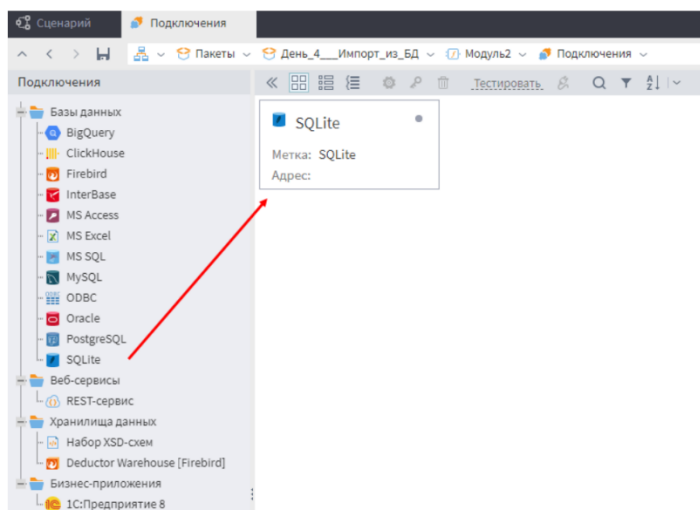 Сценарий
Подключения
Пакеты
День_4___Импорт_из_БД
Модуль2
Подключения
Подключения
Тестировать
Базы данных
BigQuery
ClickHouse
Firebird
InterBase
MS Access
MS Excel
MS SQL
MySQL
ODBC
Oracle
PostgreSQL
SQLite
Веб-сервисы
REST-сервис
Хранилища данных
Набор XSD-схем
Deductor Warehouse [Firebird]
Бизнес-приложения
1С:Предприятие 8
SQLite
Метка: SQLite
Адрес: